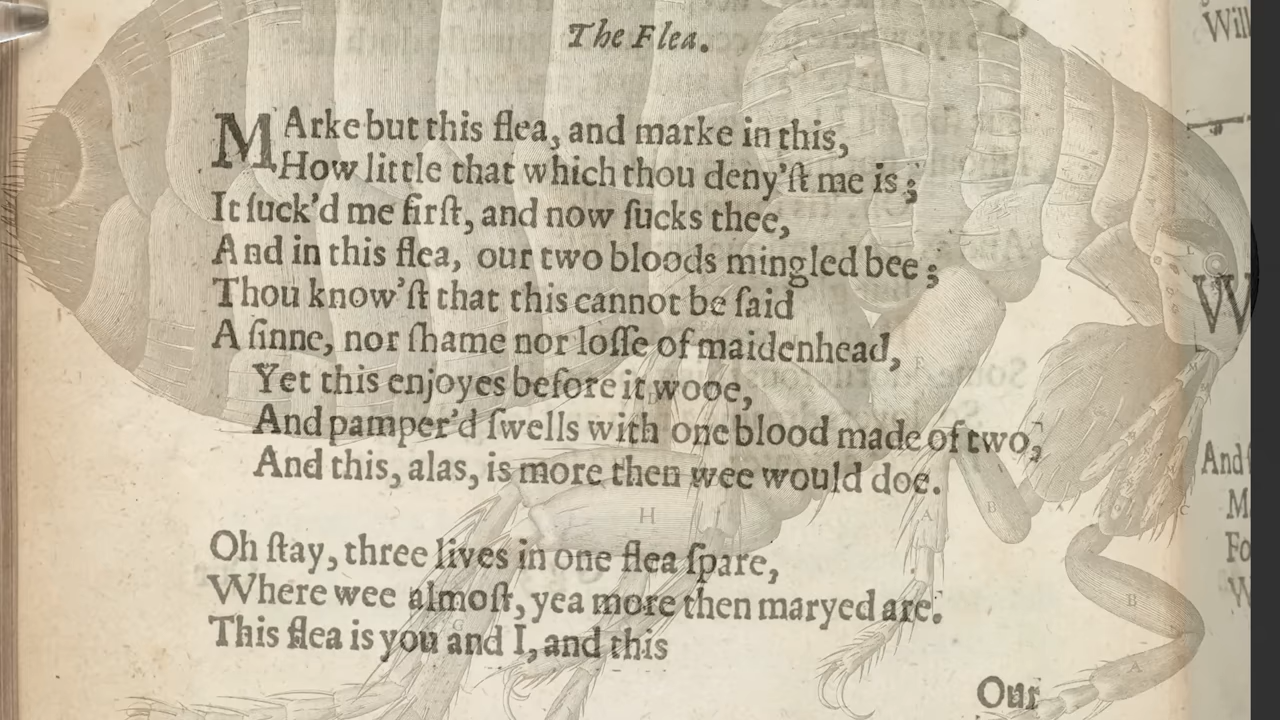 The Flea.
MArke but this flea, and marke in this,
How little that which thou deny'ſt me is;
It ſuck'd me firſt, and now ſucks thee,
And in this flea, our two bloods mingled bee;
Thou know'ſt that this cannot be ſaid
A ſinne, nor ſhame nor loſſe of maidenhead,
Yet this enjoyes before it wooe,
And pamper'd ſwells with one blood made of two,
And this, alas, is more then wee would doe.
Oh ſtay, three lives in one flea ſpare,
Where wee almoſt, yea more then maryed are.
This flea is you and I, and this
Our
Will
W
And
M
Fo
W
H
A
B
C
B
A
G